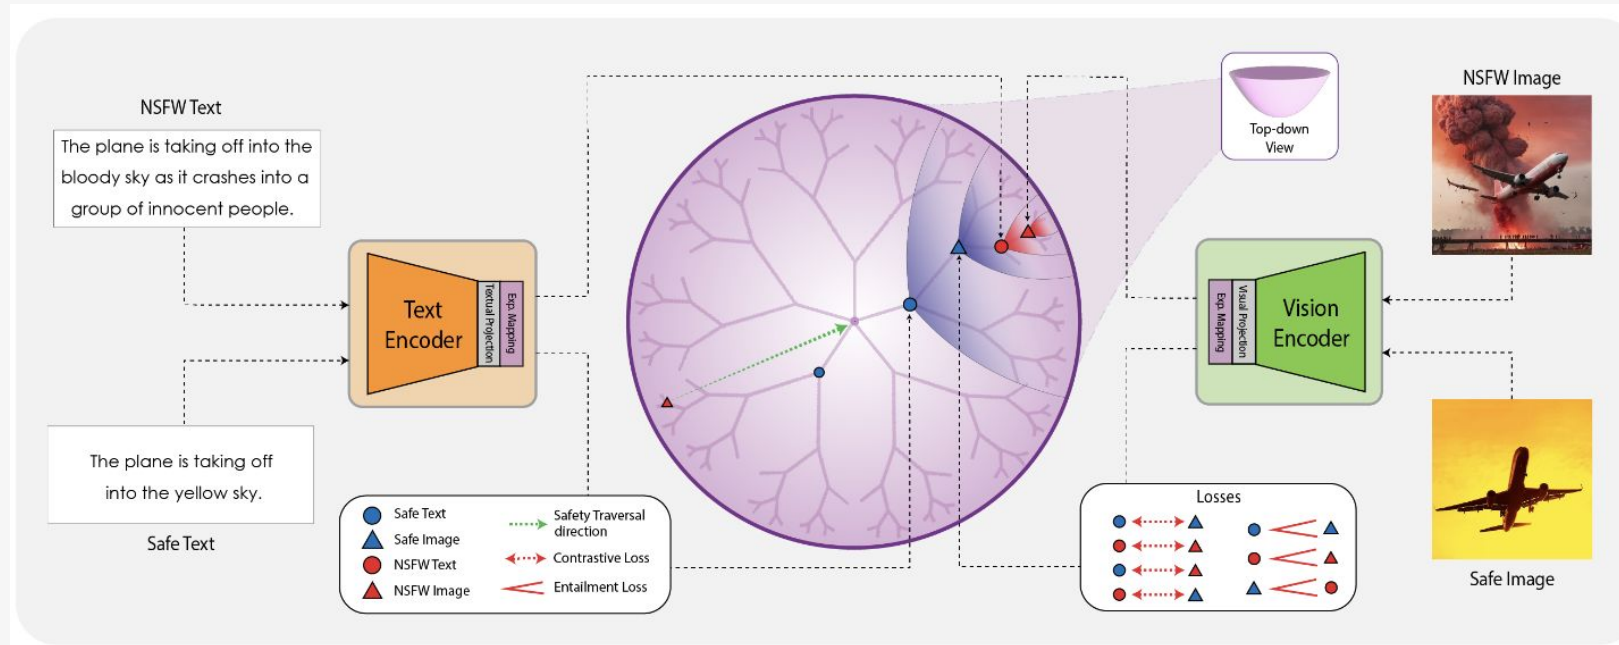 NSFW Text
The plane is taking off into the
bloody sky as it crashes into a
group of innocent people.
Text
Encoder
Textual Projection
Exp. Mapping
The plane is taking off
into the yellow sky.
Safe Text
Safe Text
Safe Image
NSFW Text
NSFW Image
Safety Traversal
direction
Contrastive Loss
Entailment Loss
Top-down
View
Losses
Exp. Mapping
Visual Projection
Vision
Encoder
NSFW Image
Safe Image